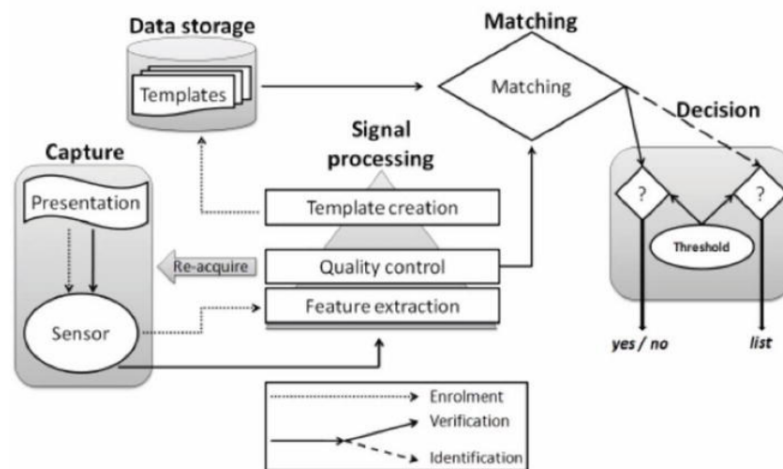 Data storage
Templates
Matching
Matching
Decision
?
?
Threshold
yes / no
list
Signal
processing
Template creation
Quality control
Feature extraction
Re-acquire
Capture
Presentation
Sensor
Enrolment
Verification
Identification